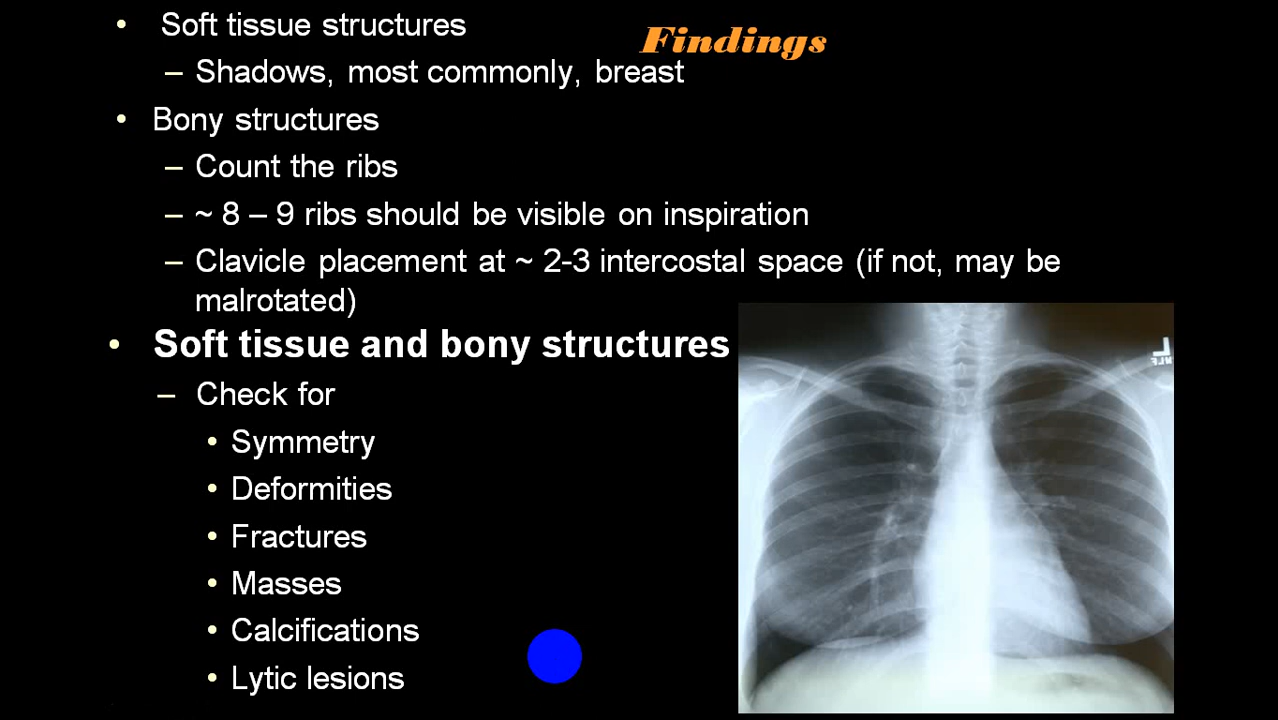 • Soft tissue structures
Findings
– Shadows, most commonly, breast
• Bony structures
– Count the ribs
– ~ 8 – 9 ribs should be visible on inspiration
– Clavicle placement at ~ 2-3 intercostal space (if not, may be
malrotated)
• Soft tissue and bony structures
– Check for
• Symmetry
• Deformities
• Fractures
• Masses
• Calcifications
• Lytic lesions
L